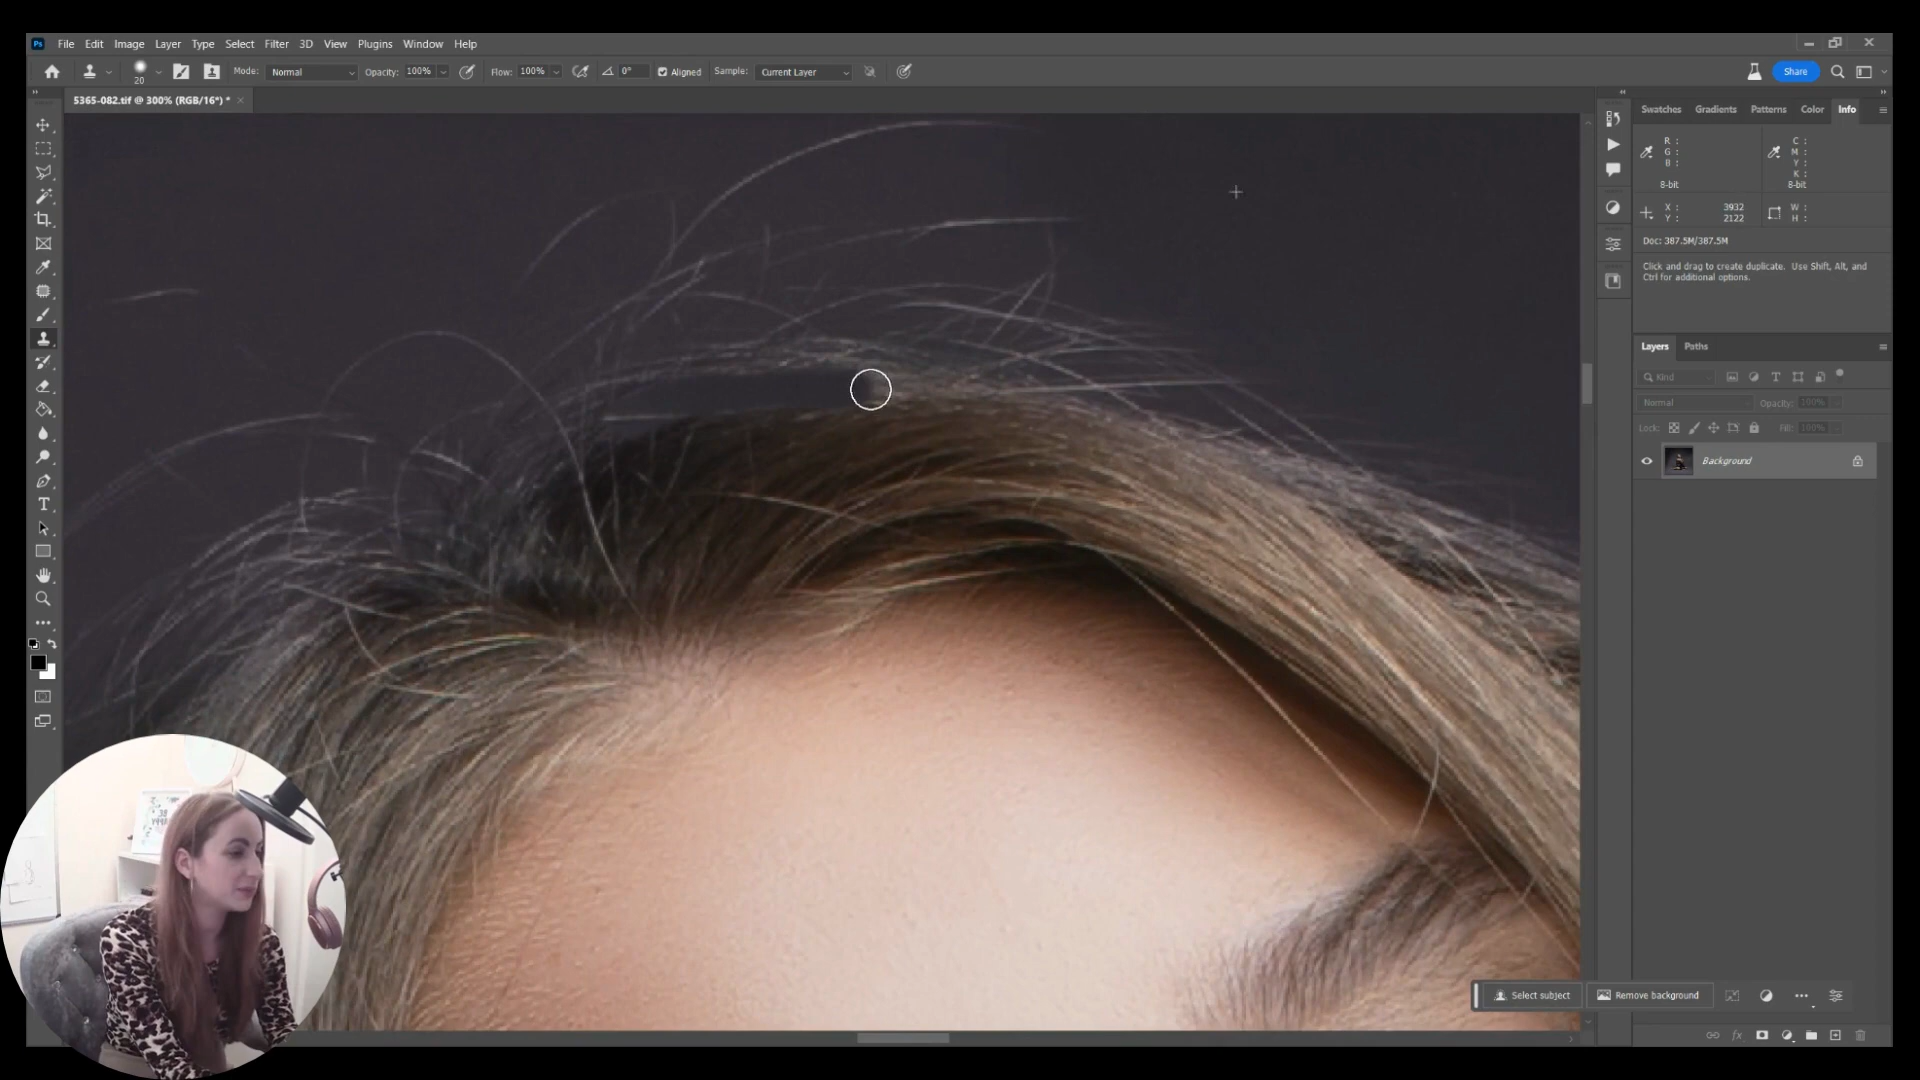 Ps File Edit Image Layer Type Select Filter 3D View Plugins Window Help
20 Mode: Normal Opacity: 100% Flow: 100% 0° Aligned Sample: Current Layer Share
5365-082.tif @ 300% (RGB/16*) * ×
Swatches Gradients Patterns Color Info
R : C :
G : M :
B : Y :
K :
8-bit 8-bit
X : 3932 W :
Y : 2122 H :
Doc: 387.5M/387.5M
Click and drag to create duplicate. Use Shift, Alt, and
Ctrl for additional options.
Layers Paths
Kind
Normal Opacity: 100%
Lock: Fill: 100%
Background
Select subject Remove background
fx